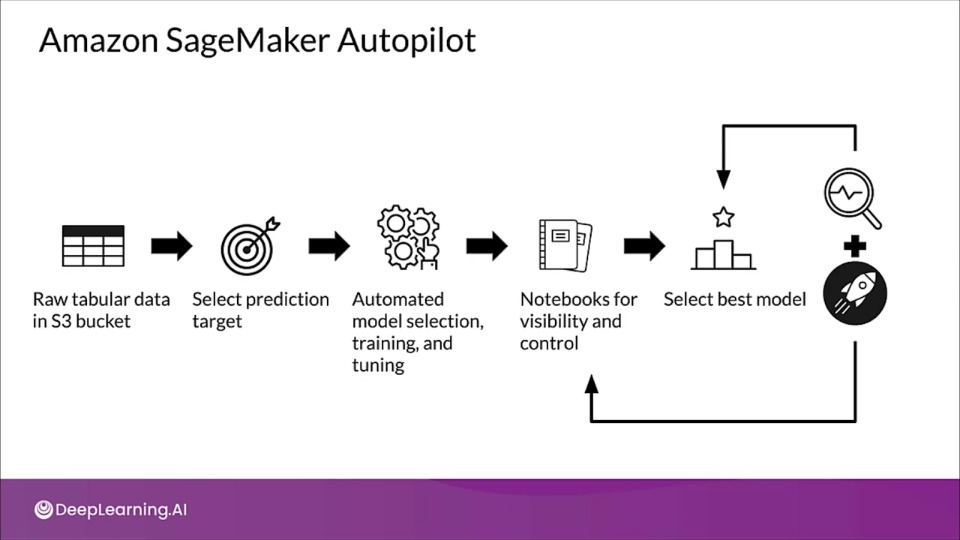 Amazon SageMaker Autopilot
Raw tabular data
in S3 bucket
Select prediction
target
Automated
model selection,
training, and
tuning
Notebooks for
visibility and
control
Select best model
DeepLearning.AI